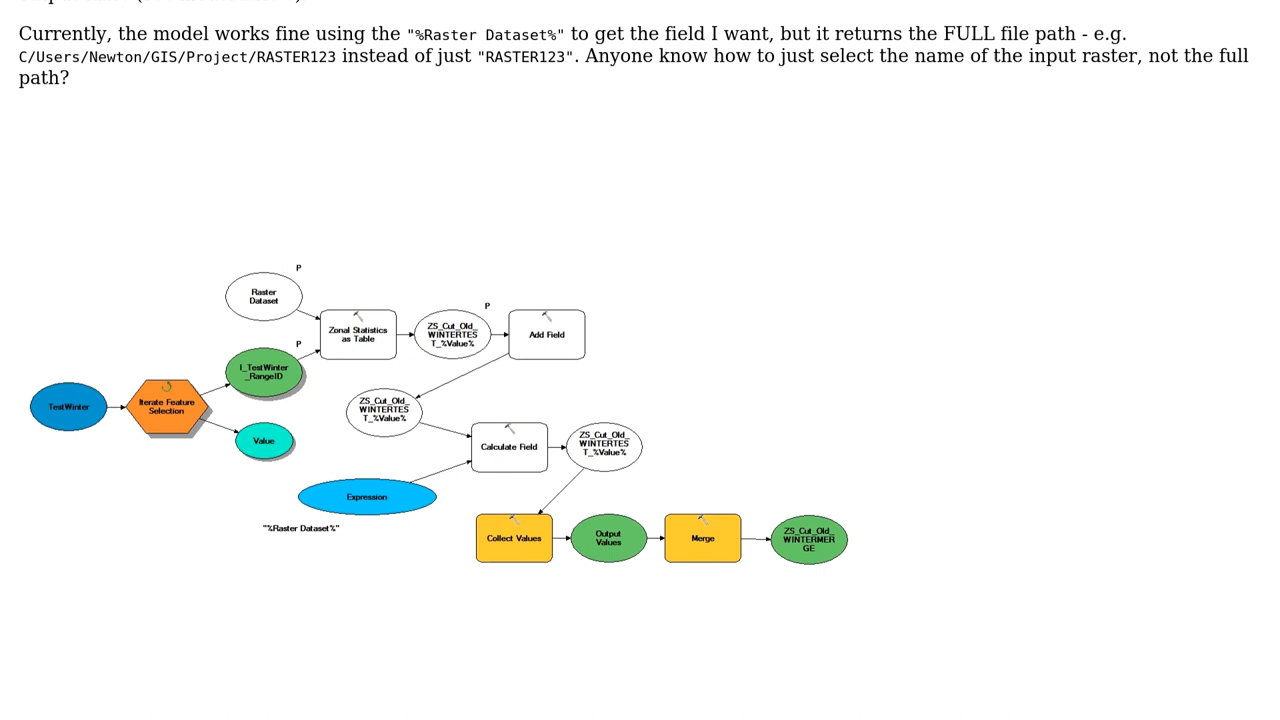 Currently, the model works fine using the "%Raster Dataset%" to get the field I want, but it returns the FULL file path - e.g.
C/Users/Newton/GIS/Project/RASTER123 instead of just "RASTER123". Anyone know how to just select the name of the input raster, not the full
path?
P
Raster
Dataset
P
Zonal Statistics
as Table
ZS_Cut_Old_
WINTERTES
T_%Value%
Add Field
P
I_TestWinter
_RangeID
TestWinter
Iterate Feature
Selection
ZS_Cut_Old_
WINTERTES
T_%Value%
Value
Calculate Field
ZS_Cut_Old_
WINTERTES
T_%Value%
Expression
"%Raster Dataset%"
Collect Values
Output
Values
Merge
ZS_Cut_Old_
WINTERMER
GE